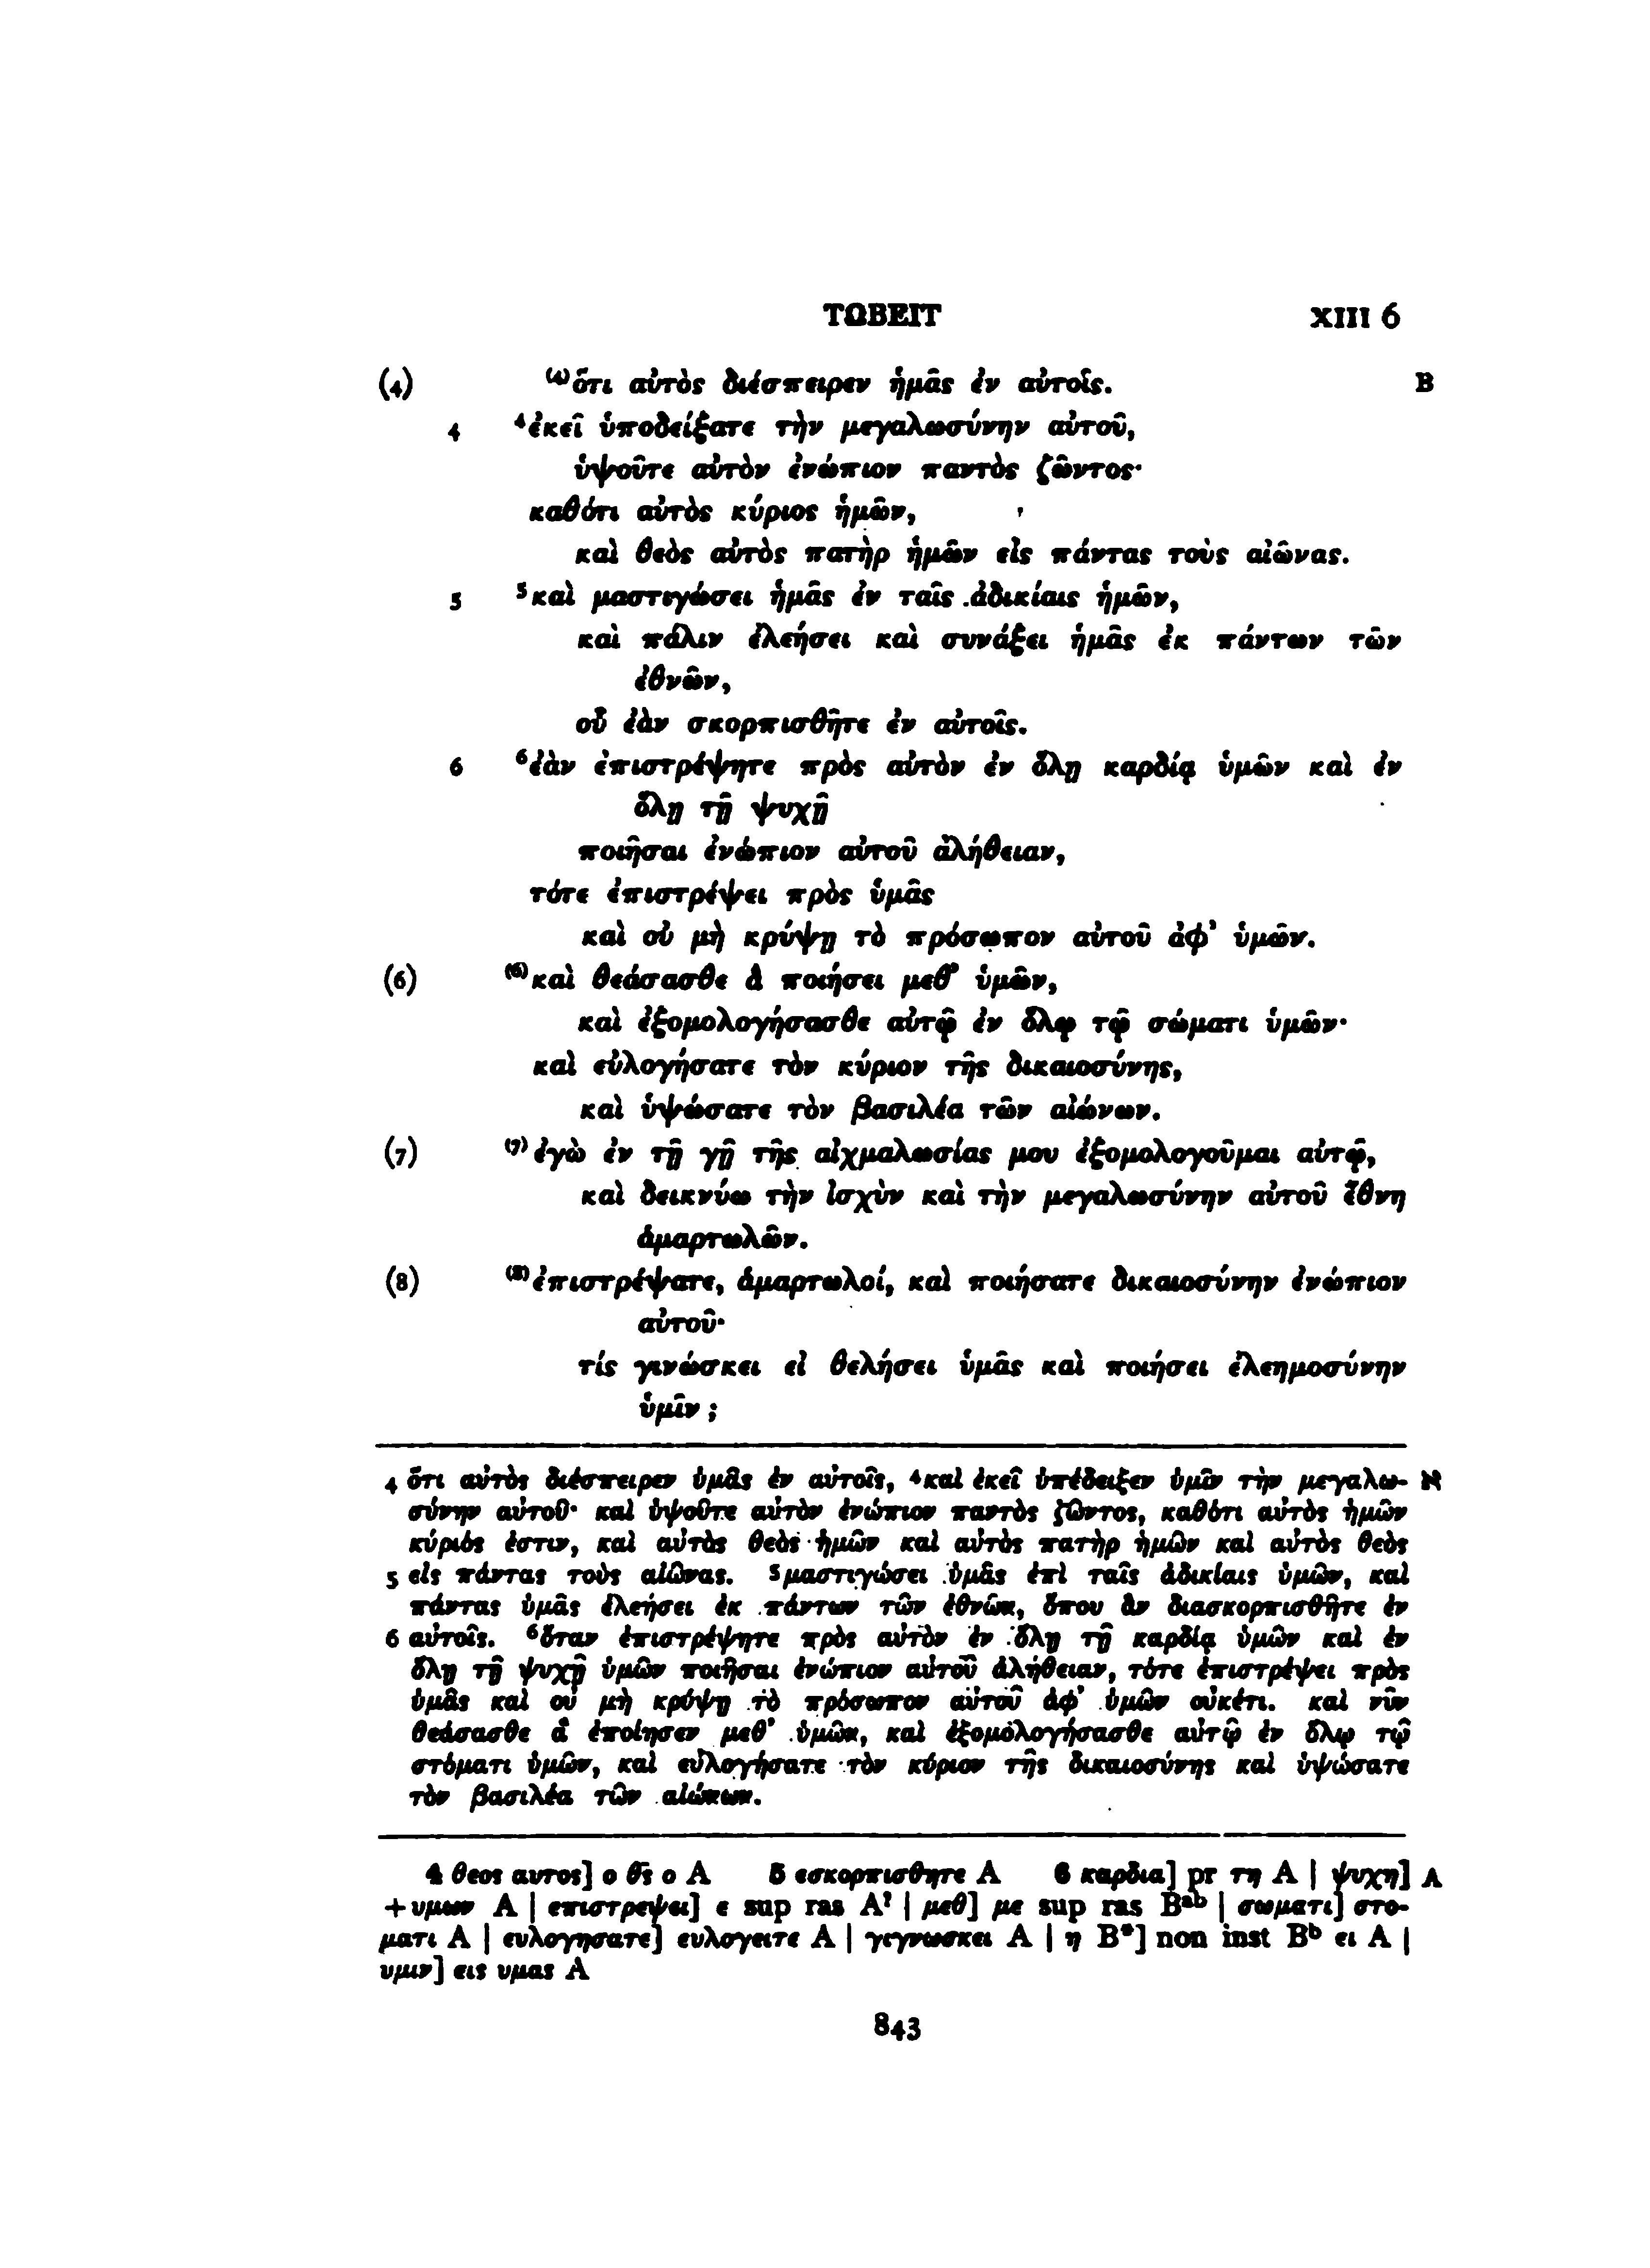 ΤΩΒΕΙΤ XIII 6
(4) ⁽⁴⁾ὅτι αὐτὸς διέσπειρεν ἡμᾶς ἐν αὐτοῖς. B
4 ⁴ἐκεῖ ὑποδείξατε τὴν μεγαλωσύνην αὐτοῦ,
ὑψοῦτε αὐτὸν ἐνώπιον παντὸς ζῶντος·
καθότι αὐτὸς κύριος ἡμῶν,
καὶ θεὸς αὐτὸς πατὴρ ἡμῶν εἰς πάντας τοὺς αἰῶνας.
5 ⁵καὶ μαστιγώσει ἡμᾶς ἐν ταῖς ἀδικίαις ἡμῶν,
καὶ πάλιν ἐλεήσει καὶ συνάξει ἡμᾶς ἐκ πάντων τῶν
ἐθνῶν,
οὗ ἐὰν σκορπισθῆτε ἐν αὐτοῖς.
6 ⁶ἐὰν ἐπιστρέψητε πρὸς αὐτὸν ἐν ὅλῃ καρδίᾳ ὑμῶν καὶ ἐν
ὅλῃ τῇ ψυχῇ
ποιῆσαι ἐνώπιον αὐτοῦ ἀλήθειαν,
τότε ἐπιστρέψει πρὸς ὑμᾶς
καὶ οὐ μὴ κρύψῃ τὸ πρόσωπον αὐτοῦ ἀφ’ ὑμῶν.
(6) ⁽⁶⁾καὶ θεάσασθε ἃ ποιήσει μεθ’ ὑμῶν,
καὶ ἐξομολογήσασθε αὐτῷ ἐν ὅλῳ τῷ σώματι ὑμῶν·
καὶ εὐλογήσατε τὸν κύριον τῆς δικαιοσύνης,
καὶ ὑψώσατε τὸν βασιλέα τῶν αἰώνων.
(7) ⁽⁷⁾ἐγὼ ἐν τῇ γῇ τῆς αἰχμαλωσίας μου ἐξομολογοῦμαι αὐτῷ,
καὶ δεικνύω τὴν ἰσχὺν καὶ τὴν μεγαλωσύνην αὐτοῦ ἔθνη
ἁμαρτωλῶν.
(8) ⁽⁸⁾ἐπιστρέψατε, ἁμαρτωλοί, καὶ ποιήσατε δικαιοσύνην ἐνώπιον
αὐτοῦ·
τίς γινώσκει εἰ θελήσει ὑμᾶς καὶ ποιήσει ἐλεημοσύνην
ὑμῖν ;
4 ὅτι αὐτὸς διέσπειρεν ὑμᾶς ἐν αὐτοῖς, ⁴καὶ ἐκεῖ ὑπέδειξεν ὑμῖν τὴν μεγαλω- א
σύνην αὐτοῦ· καὶ ὑψοῦτε αὐτὸν ἐνώπιον παντὸς ζῶντος, καθότι αὐτὸς ἡμῶν
κύριός ἐστιν, καὶ αὐτὸς θεὸς ἡμῶν καὶ αὐτὸς πατὴρ ἡμῶν καὶ αὐτὸς θεὸς
5 εἰς πάντας τοὺς αἰῶνας. ⁵μαστιγώσει ὑμᾶς ἐπὶ ταῖς ἀδικίαις ὑμῶν, καὶ
πάντας ὑμᾶς ἐλεήσει ἐκ πάντων τῶν ἐθνῶν, ὅπου ἂν διασκορπισθῆτε ἐν
6 αὐτοῖς. ⁶ὅταν ἐπιστρέψητε πρὸς αὐτὸν ἐν ὅλῃ τῇ καρδίᾳ ὑμῶν καὶ ἐν
ὅλῃ τῇ ψυχῇ ὑμῶν ποιῆσαι ἐνώπιον αὐτοῦ ἀλήθειαν, τότε ἐπιστρέψει πρὸς
ὑμᾶς καὶ οὐ μὴ κρύψῃ τὸ πρόσωπον αὐτοῦ ἀφ’ ὑμῶν οὐκέτι. καὶ νῦν
θεάσασθε ἃ ἐποίησεν μεθ’ ὑμῶν, καὶ ἐξομολογήσασθε αὐτῷ ἐν ὅλῳ τῷ
στόματι ὑμῶν, καὶ εὐλογήσατε τὸν κύριον τῆς δικαιοσύνης καὶ ὑψώσατε
τὸν βασιλέα τῶν αἰώνων.
4 θεος αυτος] ο θ̅ς̅ ο A 5 εσκορπισθητε A 6 καρδια] pr τη A | ψυχη] A
+υμων A | επιστρεψει] ε sup ras A? | μεθ] με sup ras Bᵃᵇ | σωματι] στο-
ματι A | ευλογησατε] ευλογειτε A | γιγνωσκει A | η B*] non inst Bᵇ ει A |
υμιν] εις υμας A
843